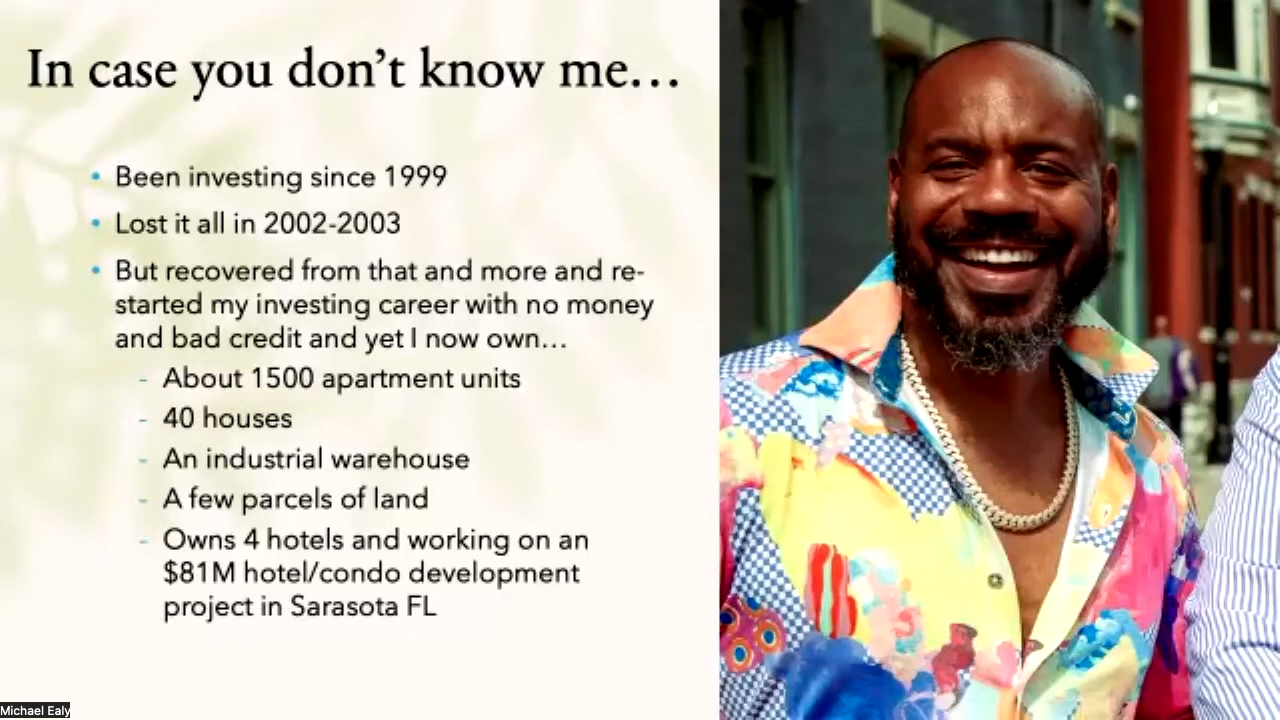 In case you don’t know me…
• Been investing since 1999
• Lost it all in 2002-2003
• But recovered from that and more and re-
started my investing career with no money
and bad credit and yet I now own…
- About 1500 apartment units
- 40 houses
- An industrial warehouse
- A few parcels of land
- Owns 4 hotels and working on an
$81M hotel/condo development
project in Sarasota FL
Michael Ealy